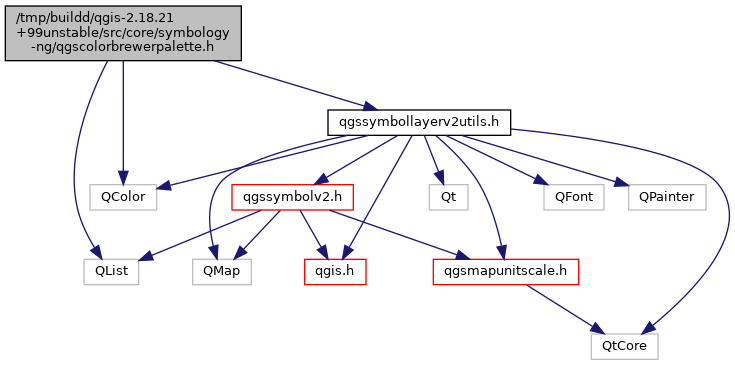 /tmp/buildd/qgis-2.18.21
+99unstable/src/core/symbology
-ng/qgscolorbrewerpalette.h
qgssymbollayerv2utils.h
QColor
qgssymbolv2.h
Qt
QFont
QPainter
QList
QMap
qgis.h
qgsmapunitscale.h
QtCore